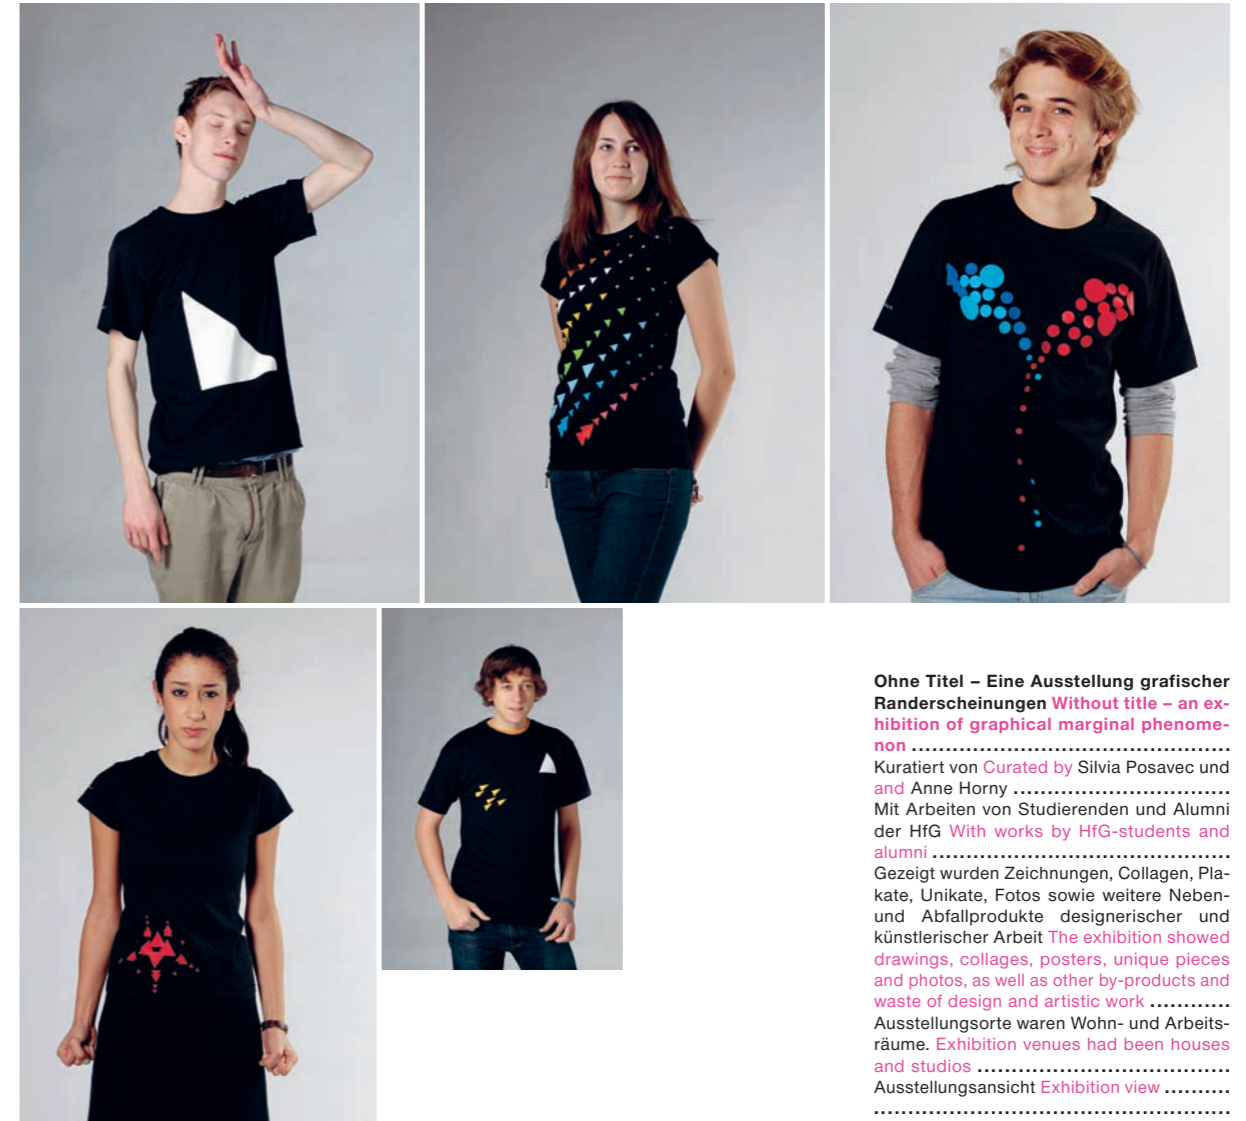 Ohne Titel – Eine Ausstellung grafischer
Randerscheinungen Without title – an ex-
hibition of graphical marginal phenome-
non ...............................................
Kuratiert von Curated by Silvia Posavec und
and Anne Horny ................................
Mit Arbeiten von Studierenden und Alumni
der HfG With works by HfG-students and
alumni ............................................
Gezeigt wurden Zeichnungen, Collagen, Pla-
kate, Unikate, Fotos sowie weitere Neben-
und Abfallprodukte designerischer und
künstlerischer Arbeit The exhibition showed
drawings, collages, posters, unique pieces
and photos, as well as other by-products and
waste of design and artistic work ............
Ausstellungsorte waren Wohn- und Arbeits-
räume. Exhibition venues had been houses
and studios .....................................
Ausstellungsansicht Exhibition view ..........
....................................................